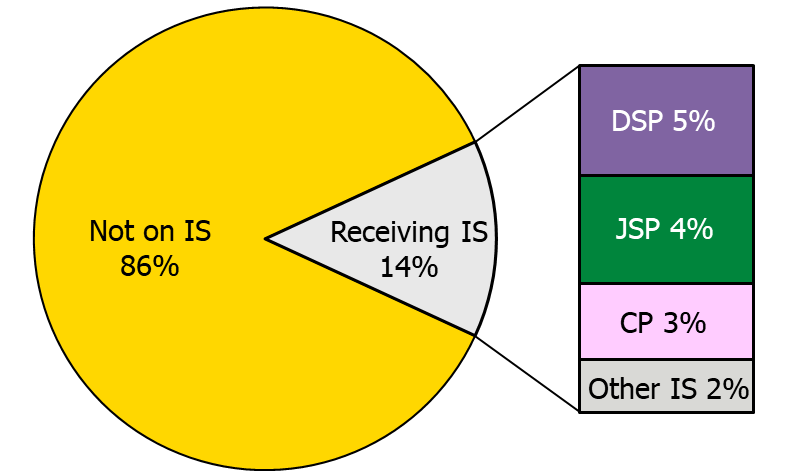 Not on IS
86%
Receiving IS
14%
DSP 5%
JSP 4%
CP 3%
Other IS 2%